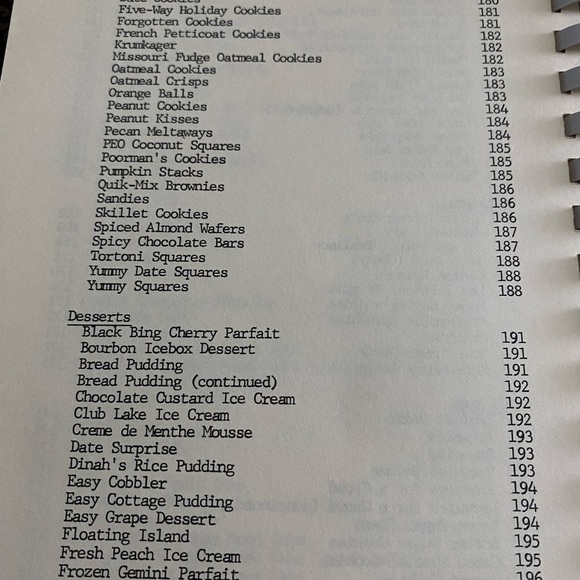 Cookies 180
Five-Way Holiday Cookies 181
Forgotten Cookies 181
French Petticoat Cookies 182
Krumkager 182
Missouri Fudge Oatmeal Cookies 182
Oatmeal Cookies 183
Oatmeal Crisps 183
Orange Balls 183
Peanut Cookies 184
Peanut Kisses 184
Pecan Meltaways 184
PEO Coconut Squares 185
Poorman's Cookies 185
Pumpkin Stacks 185
Quik-Mix Brownies 186
Sandies 186
Skillet Cookies 186
Spiced Almond Wafers 187
Spicy Chocolate Bars 187
Tortoni Squares 188
Yummy Date Squares 188
Yummy Squares 188
Desserts
Black Bing Cherry Parfait 191
Bourbon Icebox Dessert 191
Bread Pudding 191
Bread Pudding (continued) 192
Chocolate Custard Ice Cream 192
Club Lake Ice Cream 192
Creme de Menthe Mousse 193
Date Surprise 193
Dinah's Rice Pudding 193
Easy Cobbler 194
Easy Cottage Pudding 194
Easy Grape Dessert 194
Floating Island 195
Fresh Peach Ice Cream 195
Frozen Gemini Parfait 196